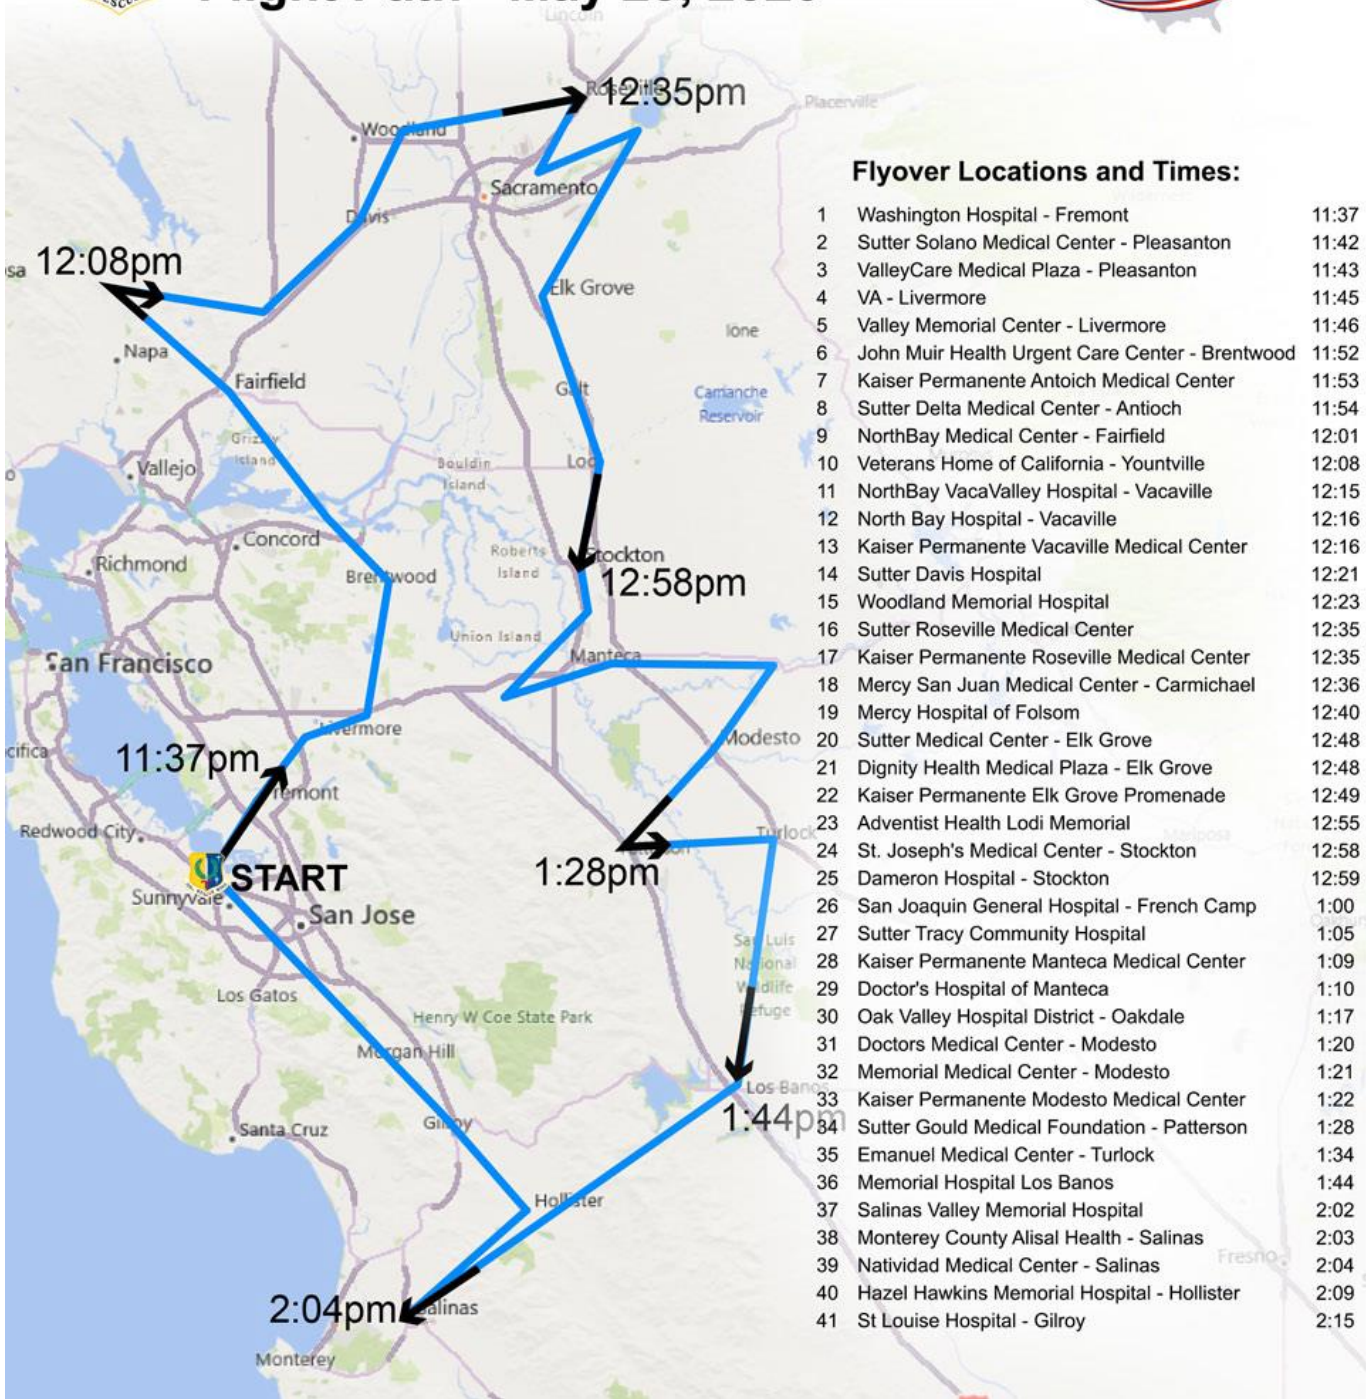 Flight Path - May
Lincoln
Roseville
12:35pm
Placerville
Woodland
Sacramento
Davis
sa
12:08pm
Elk Grove
Ione
Napa
Fairfield
Galt
Camanche
Reservoir
Grizzly
Island
Vallejo
Bouldin
Island
Lodi
Concord
Richmond
Roberts
Island
Stockton
12:58pm
Brentwood
Union Island
Manteca
San Francisco
Livermore
Modesto
cifica
11:37pm
Fremont
Redwood City
Turlock
Patterson
1:28pm
START
Sunnyvale
San Jose
San Luis
National
Wildlife
Refuge
Los Gatos
Henry W Coe State Park
Morgan Hill
Los Banos
1:44pm
Gilroy
Santa Cruz
Hollister
2:04pm
Salinas
Monterey
Mariposa
Fresno
Flyover Locations and Times:
1 Washington Hospital - Fremont 11:37
2 Sutter Solano Medical Center - Pleasanton 11:42
3 ValleyCare Medical Plaza - Pleasanton 11:43
4 VA - Livermore 11:45
5 Valley Memorial Center - Livermore 11:46
6 John Muir Health Urgent Care Center - Brentwood 11:52
7 Kaiser Permanente Antoich Medical Center 11:53
8 Sutter Delta Medical Center - Antioch 11:54
9 NorthBay Medical Center - Fairfield 12:01
10 Veterans Home of California - Yountville 12:08
11 NorthBay VacaValley Hospital - Vacaville 12:15
12 North Bay Hospital - Vacaville 12:16
13 Kaiser Permanente Vacaville Medical Center 12:16
14 Sutter Davis Hospital 12:21
15 Woodland Memorial Hospital 12:23
16 Sutter Roseville Medical Center 12:35
17 Kaiser Permanente Roseville Medical Center 12:35
18 Mercy San Juan Medical Center - Carmichael 12:36
19 Mercy Hospital of Folsom 12:40
20 Sutter Medical Center - Elk Grove 12:48
21 Dignity Health Medical Plaza - Elk Grove 12:48
22 Kaiser Permanente Elk Grove Promenade 12:49
23 Adventist Health Lodi Memorial 12:55
24 St. Joseph's Medical Center - Stockton 12:58
25 Dameron Hospital - Stockton 12:59
26 San Joaquin General Hospital - French Camp 1:00
27 Sutter Tracy Community Hospital 1:05
28 Kaiser Permanente Manteca Medical Center 1:09
29 Doctor's Hospital of Manteca 1:10
30 Oak Valley Hospital District - Oakdale 1:17
31 Doctors Medical Center - Modesto 1:20
32 Memorial Medical Center - Modesto 1:21
33 Kaiser Permanente Modesto Medical Center 1:22
34 Sutter Gould Medical Foundation - Patterson 1:28
35 Emanuel Medical Center - Turlock 1:34
36 Memorial Hospital Los Banos 1:44
37 Salinas Valley Memorial Hospital 2:02
38 Monterey County Alisal Health - Salinas 2:03
39 Natividad Medical Center - Salinas 2:04
40 Hazel Hawkins Memorial Hospital - Hollister 2:09
41 St Louise Hospital - Gilroy 2:15